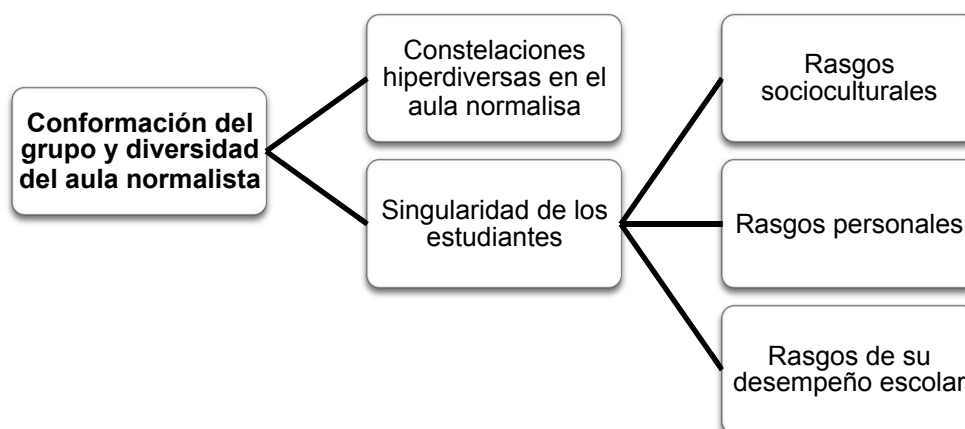 Conformación del
grupo y diversidad
del aula normalista
Constelaciones
hiperdiversas en el
aula normalisa
Singularidad de los
estudiantes
Rasgos
socioculturales
Rasgos personales
Rasgos de su
desempeño escolar